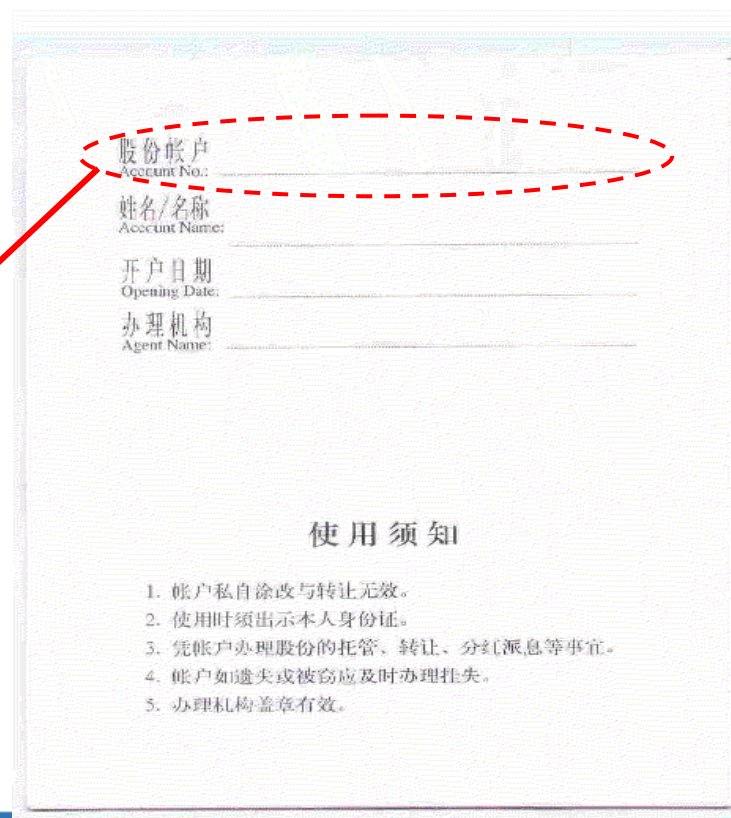 股份帐户
Account No.:
姓名/名称
Account Name:
开户日期
Opening Date:
办理机构
Agent Name:
使用须知
1. 帐户私自涂改与转让无效。
2. 使用时须出示本人身份证。
3. 凭帐户办理股份的托管、转让、分红派息等事宜。
4. 帐户如遗失或被窃应及时办理挂失。
5. 办理机构盖章有效。